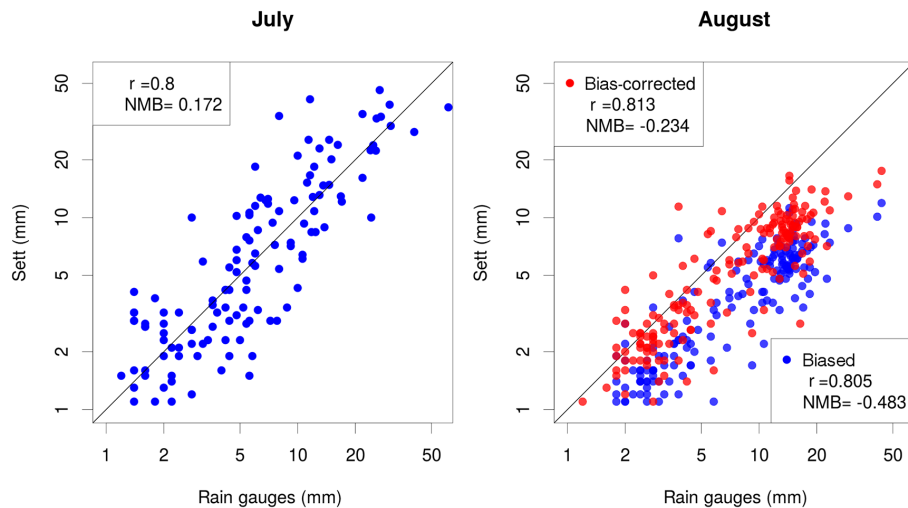 July
r =0.8
NMB= 0.172
50
20
10
5
2
1
Sett (mm)
1 2 5 10 20 50
Rain gauges (mm)
August
Bias-corrected
r =0.813
NMB= -0.234
50
20
10
5
2
1
Sett (mm)
Biased
r =0.805
NMB= -0.483
1 2 5 10 20 50
Rain gauges (mm)